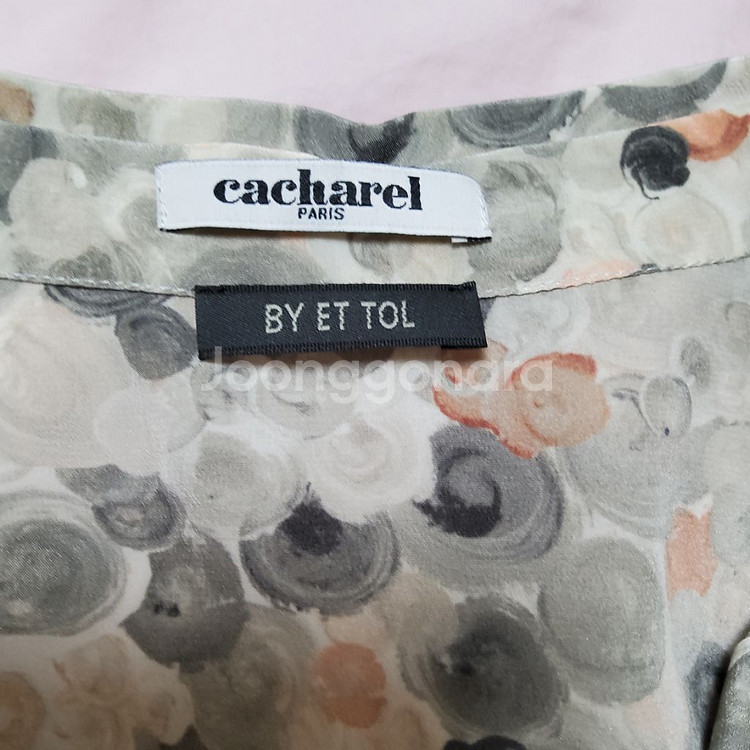 cacharel
PARIS
BY ET TOL
Joonggonara